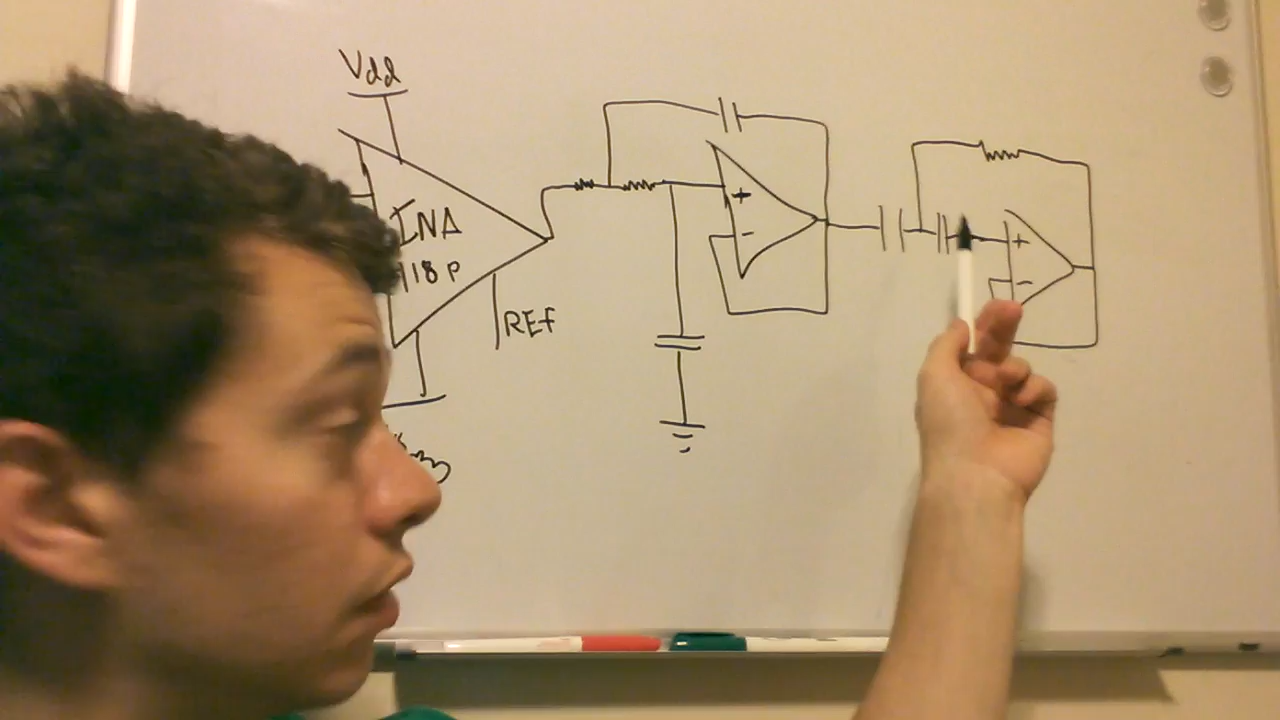 Vdd
INA
118P
REF
+
-
+
-